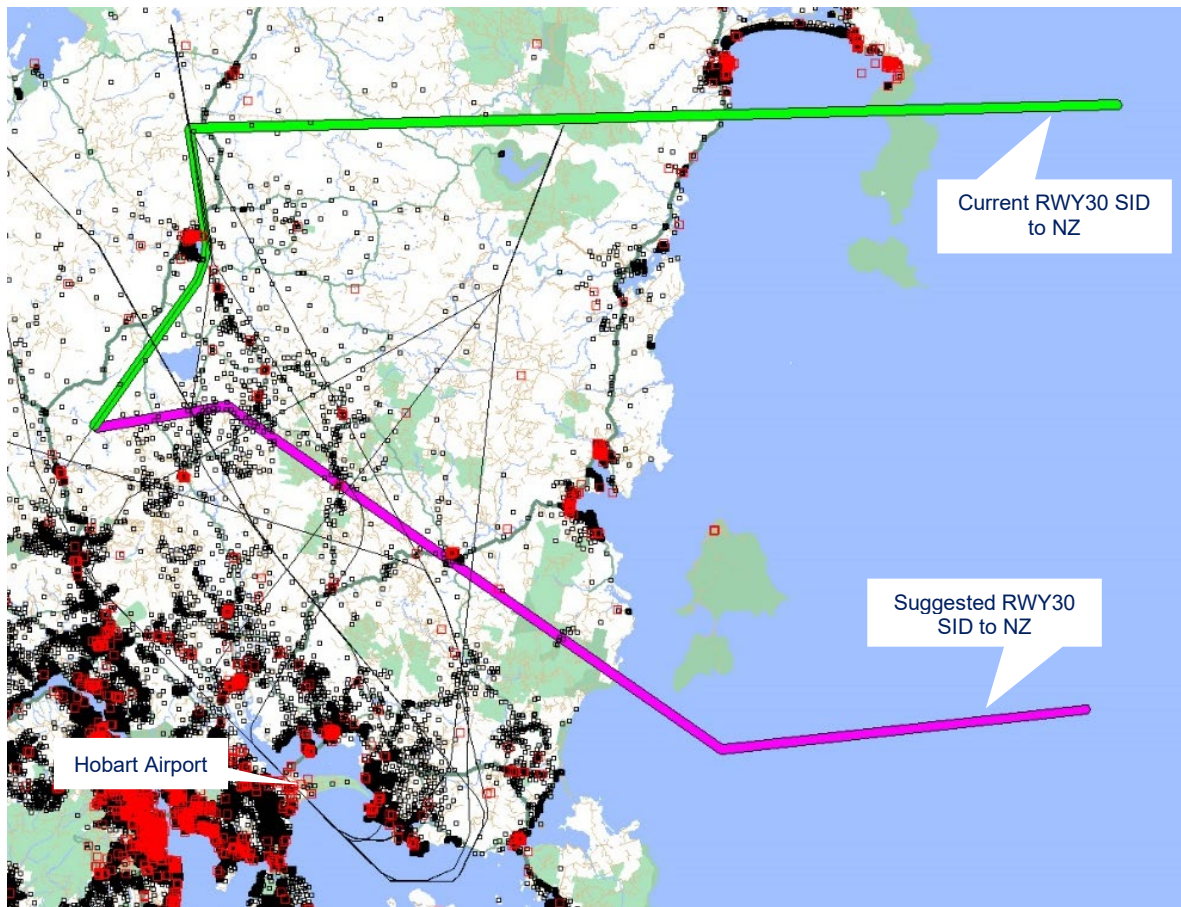 Current RWY30 SID
to NZ
Suggested RWY30
SID to NZ
Hobart Airport